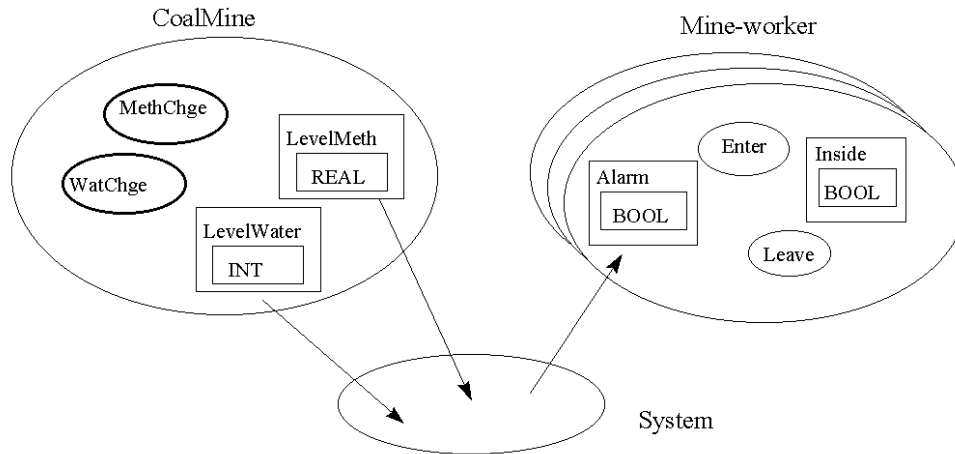 CoalMine
Mine-worker
MethChge
WatChge
LevelMeth
REAL
LevelWater
INT
Enter
Inside
BOOL
Alarm
BOOL
Leave
System